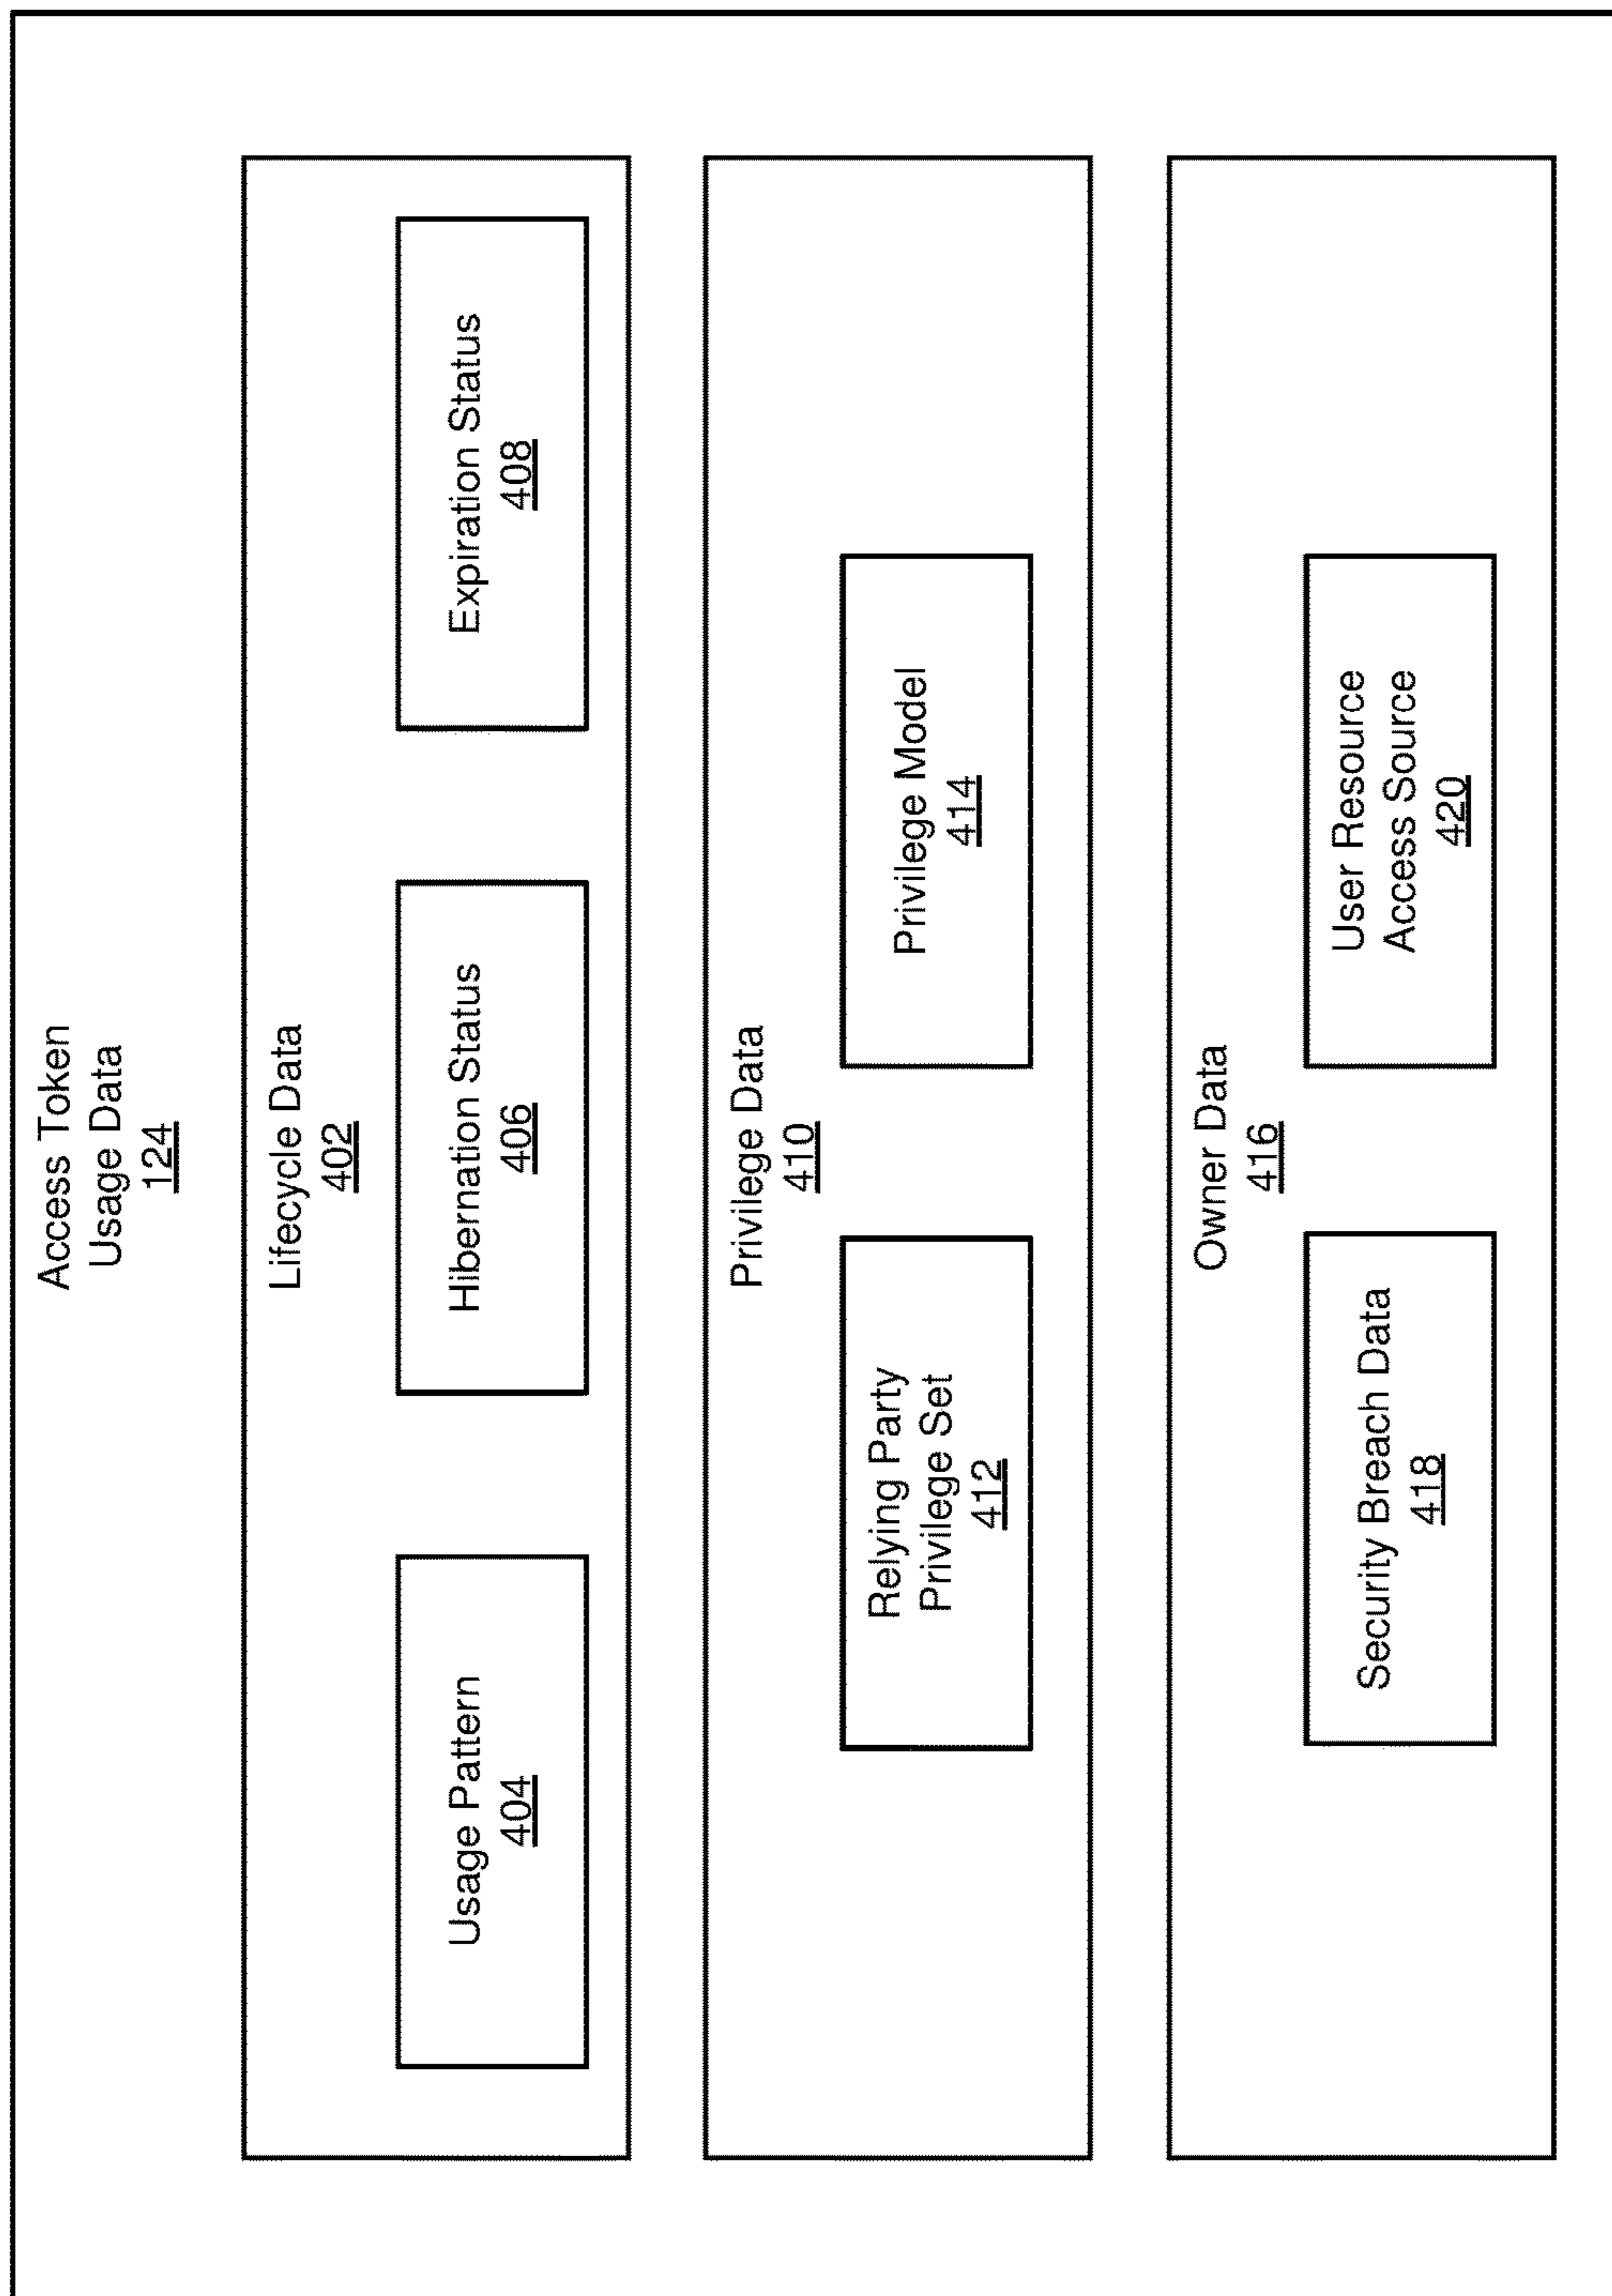 Access Token
Usage Data
124
Lifecycle Data
402
Usage Pattern
404
Hibernation Status
406
Expiration Status
408
Privilege Data
410
Relying Party
Privilege Set
412
Privilege Model
414
Owner Data
416
Security Breach Data
418
User Resource
Access Source
420